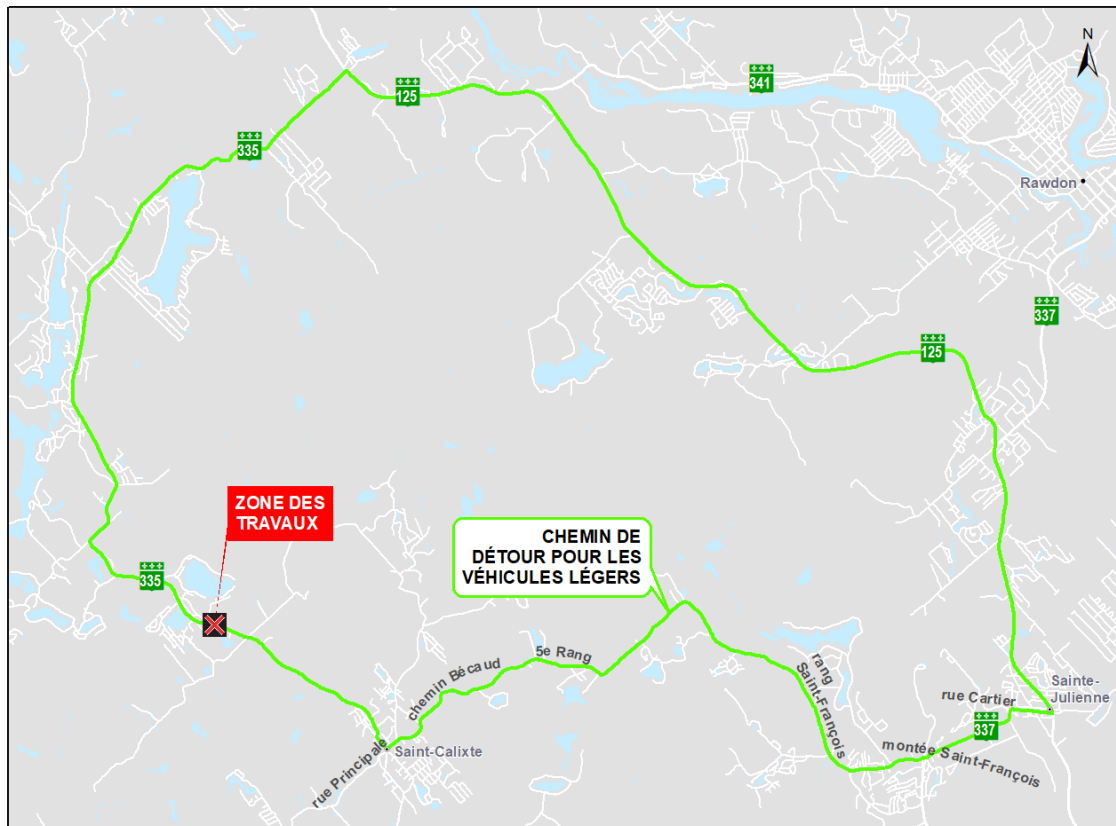 N
341
125
335
Rawdon
337
125
ZONE DES
TRAVAUX
CHEMIN DE
DÉTOUR POUR LES
VÉHICULES LÉGERS
335
5e Rang
chemin Bécaud
rang
Saint-François
Sainte-
Julienne
rue Cartier
337
montée Saint-François
Saint-Calixte
rue Principale